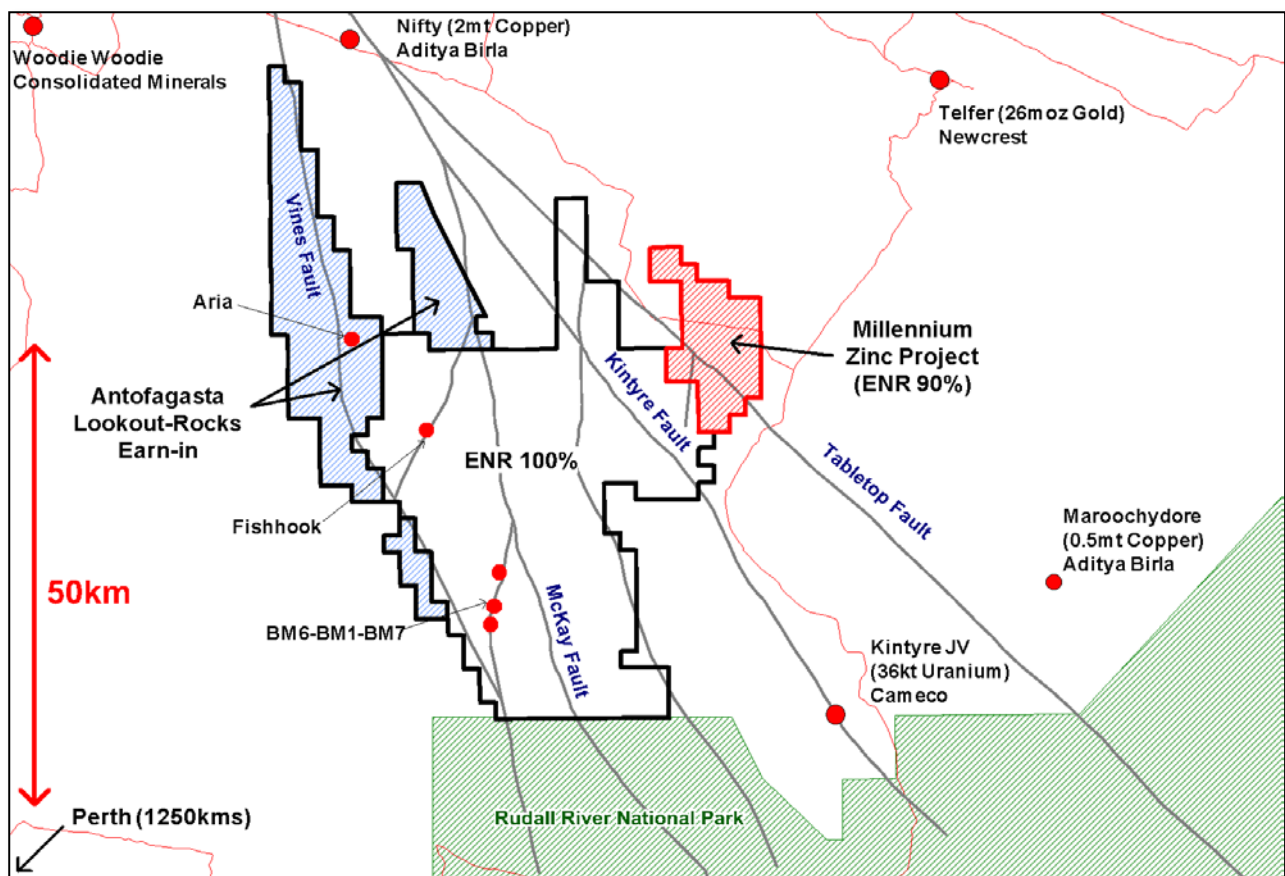 Woodie Woodie
Consolidated Minerals
Nifty (2mt Copper)
Aditya Birla
Telfer (26moz Gold)
Newcrest
Vines Fault
Aria
Antofagasta
Lookout-Rocks
Earn-in
Millennium
Zinc Project
(ENR 90%)
Kintyre Fault
Tabletop Fault
ENR 100%
Fishhook
50km
BM6-BM1-BM7
McKay Fault
Maroochydore
(0.5mt Copper)
Aditya Birla
Kintyre JV
(36kt Uranium)
Cameco
Rudall River National Park
Perth (1250kms)